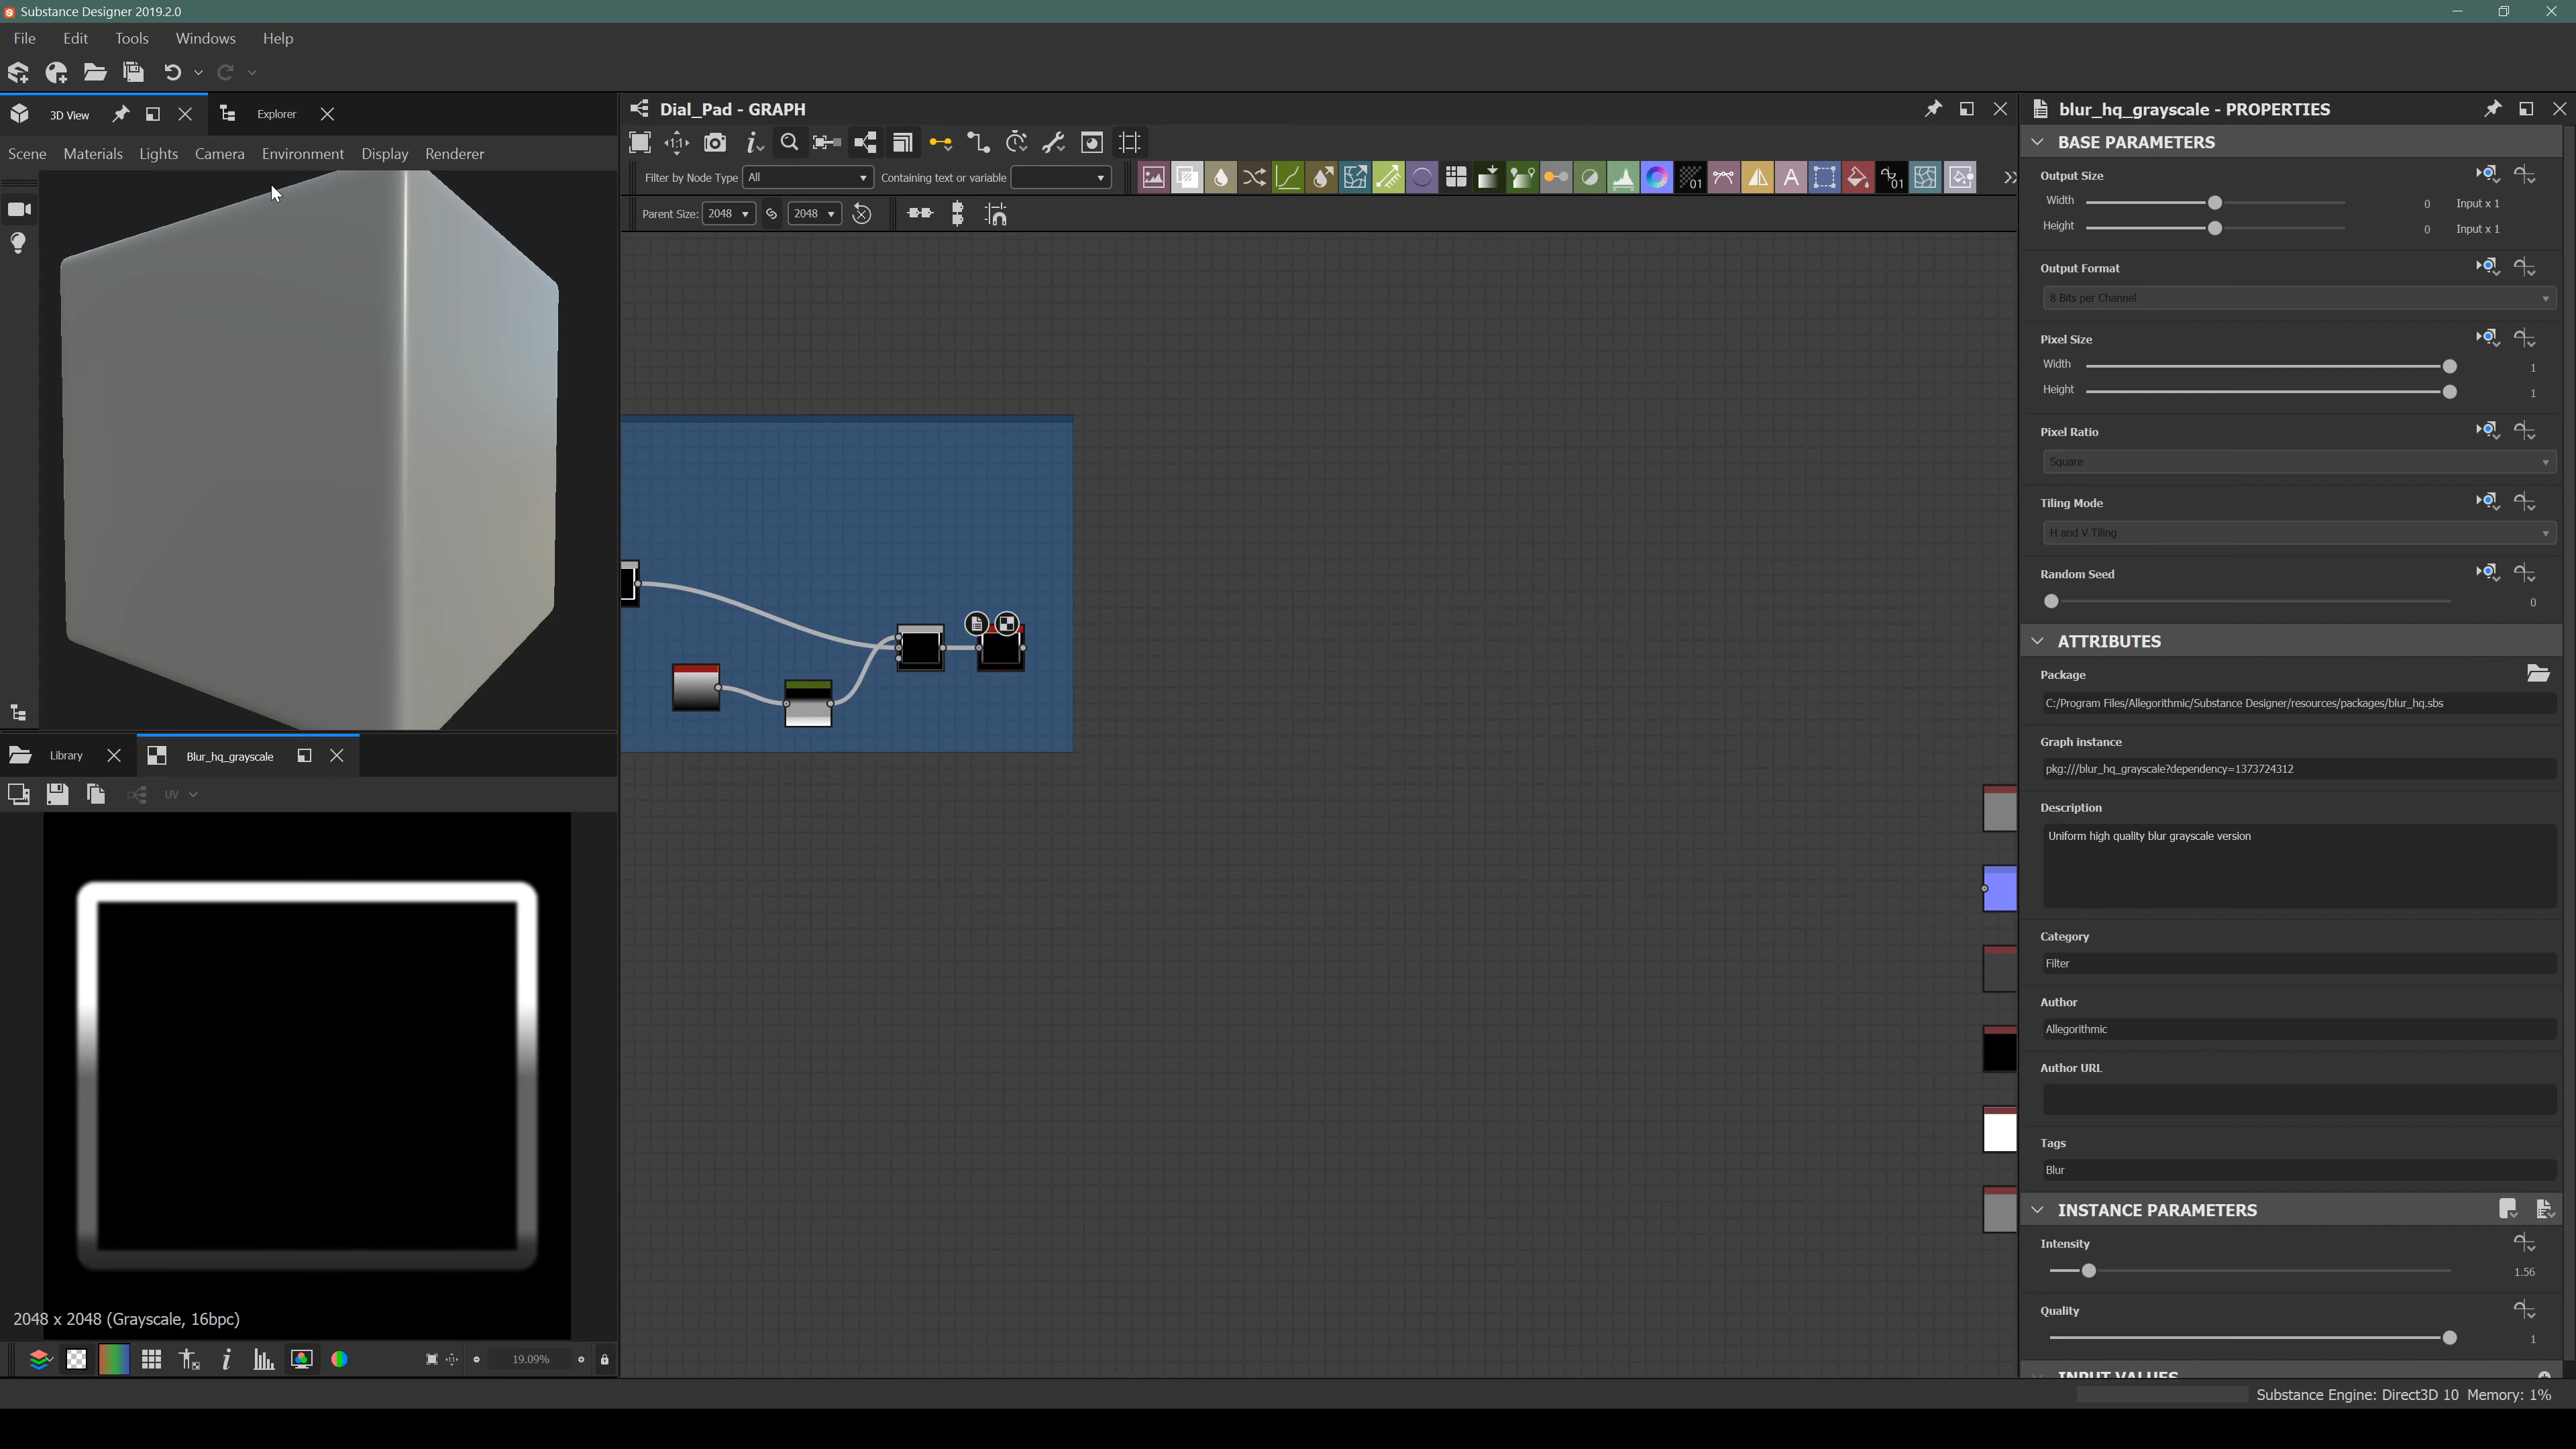 Substance Designer 2019.2.0
File Edit Tools Windows Help
3D View Explorer
Scene Materials Lights Camera Environment Display Renderer
Dial_Pad - GRAPH
1:1
Filter by Node Type All Containing text or variable
01 A 01
Parent Size: 2048 2048
Library Blur_hq_grayscale
UV
2048 x 2048 (Grayscale, 16bpc)
19.09%
blur_hq_grayscale - PROPERTIES
BASE PARAMETERS
Output Size
Width 0 Input x 1
Height 0 Input x 1
Output Format
8 Bits per Channel
Pixel Size
Width 1
Height 1
Pixel Ratio
Square
Tiling Mode
H and V Tiling
Random Seed
0
ATTRIBUTES
Package
C:/Program Files/Allegorithmic/Substance Designer/resources/packages/blur_hq.sbs
Graph instance
pkg:///blur_hq_grayscale?dependency=1373724312
Description
Uniform high quality blur grayscale version
Category
Filter
Author
Allegorithmic
Author URL
Tags
Blur
INSTANCE PARAMETERS
Intensity
1.56
Quality
1
INPUT VALUES
Substance Engine: Direct3D 10 Memory: 1%